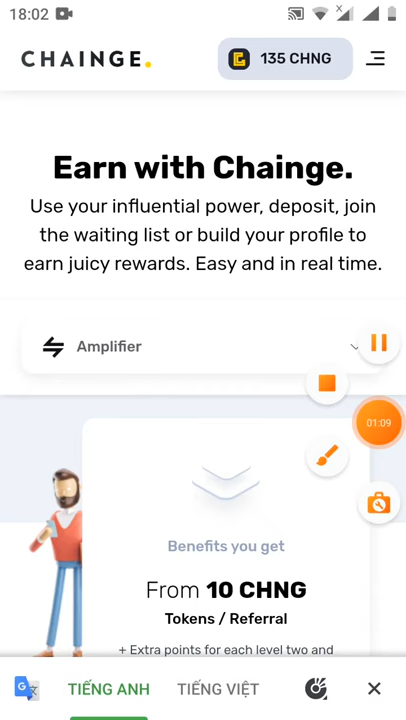 18:02
CHAINGE.
135 CHNG
Earn with Chainge.
Use your influential power, deposit, join
the waiting list or build your profile to
earn juicy rewards. Easy and in real time.
Amplifier
01:09
Benefits you get
From 10 CHNG
Tokens / Referral
+ Extra points for each level two and
TIẾNG ANH
TIẾNG VIỆT